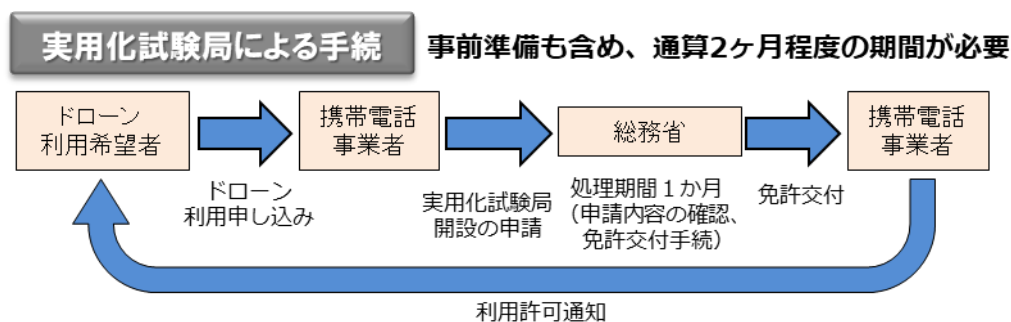 実用化試験局による手続
事前準備も含め、通算2ヶ月程度の期間が必要
ドローン
利用希望者
ドローン
利用申し込み
携帯電話
事業者
実用化試験局
開設の申請
総務省
処理期間１か月
（申請内容の確認、
免許交付手続）
免許交付
携帯電話
事業者
利用許可通知